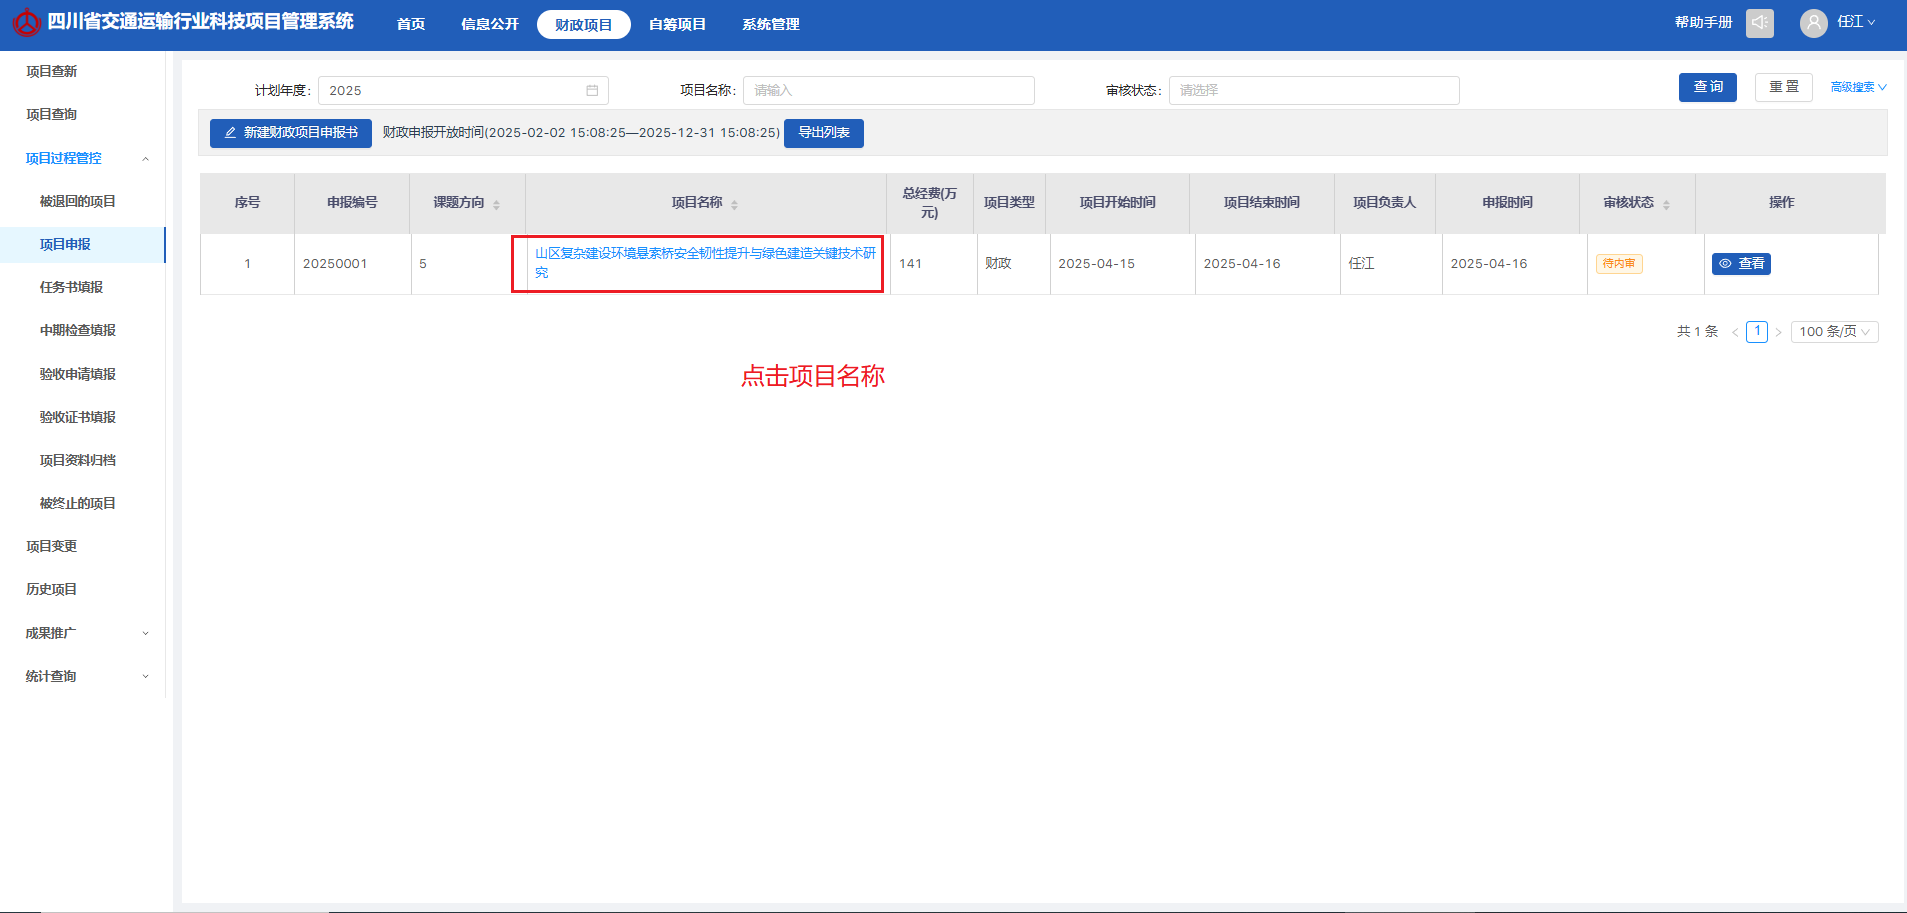 四川省交通运输行业科技项目管理系统
首页
信息公开
财政项目
自筹项目
系统管理
帮助手册
任江
项目查新
项目查询
项目过程管控
被退回的项目
项目申报
任务书填报
中期检查填报
验收申请填报
验收证书填报
项目资料归档
被终止的项目
项目变更
历史项目
成果推广
统计查询
计划年度:
2025
项目名称:
请输入
审核状态:
请选择
查 询
重 置
高级搜索
新建财政项目申报书
财政申报开放时间(2025-02-02 15:08:25—2025-12-31 15:08:25)
导出列表
序号
申报编号
课题方向
项目名称
总经费(万
元)
项目类型
项目开始时间
项目结束时间
项目负责人
申报时间
审核状态
操作
1
20250001
5
山区复杂建设环境悬索桥安全韧性提升与绿色建造关键技术研
究
141
财政
2025-04-15
2025-04-16
任江
2025-04-16
待内审
查看
共 1 条
<
1
>
100 条/页
点击项目名称